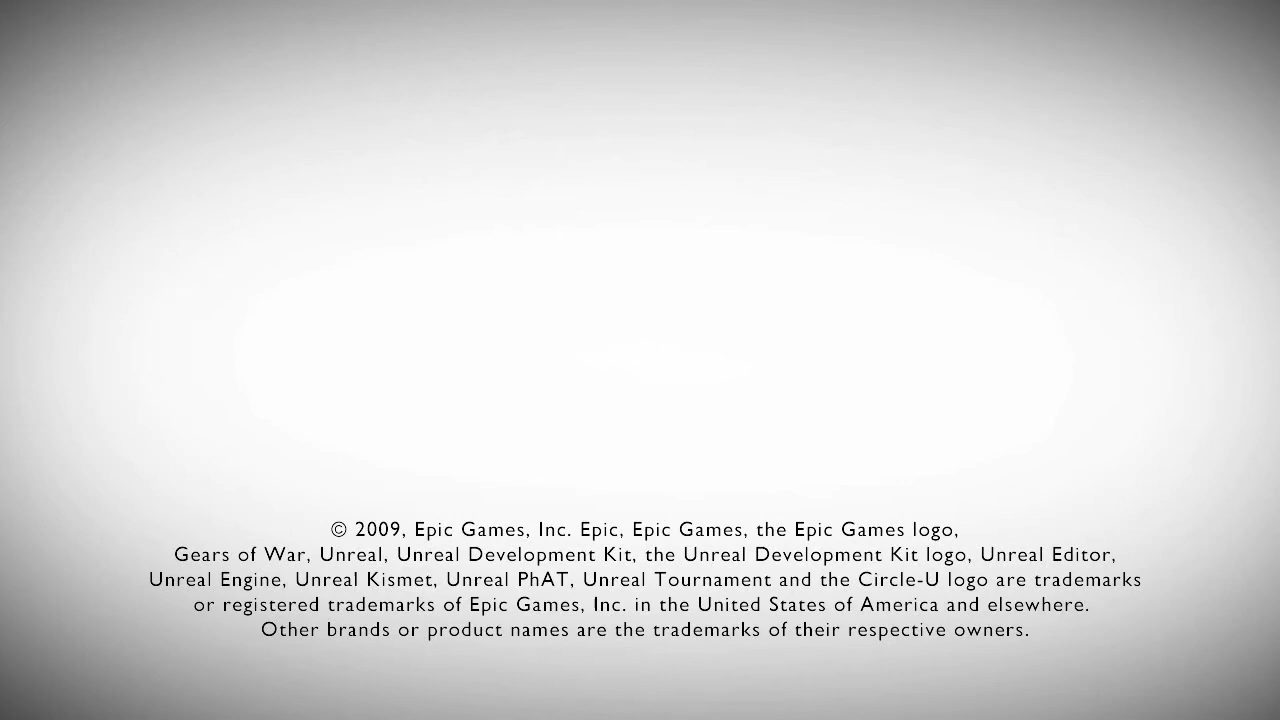 © 2009, Epic Games, Inc. Epic, Epic Games, the Epic Games logo,
Gears of War, Unreal, Unreal Development Kit, the Unreal Development Kit logo, Unreal Editor,
Unreal Engine, Unreal Kismet, Unreal PhAT, Unreal Tournament and the Circle-U logo are trademarks
or registered trademarks of Epic Games, Inc. in the United States of America and elsewhere.
Other brands or product names are the trademarks of their respective owners.